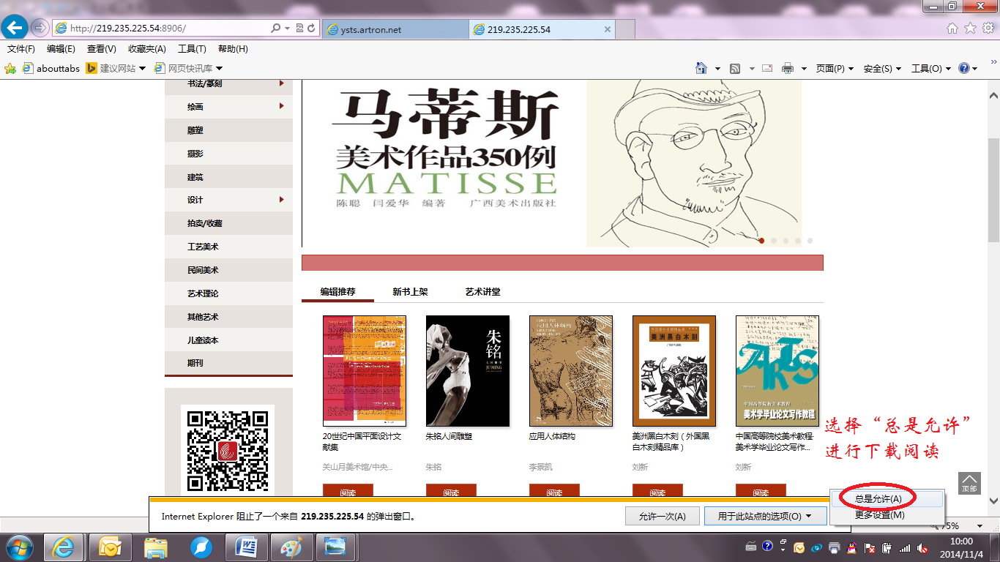 http://219.235.225.54:8906/
ysts.artron.net
219.235.225.54
文件(F) 编辑(E) 查看(V) 收藏夹(A) 工具(T) 帮助(H)
abouttabs 建议网站 网页快讯库
页面(P) 安全(S) 工具(O)
书法/篆刻
绘画
雕塑
摄影
建筑
设计
拍卖/收藏
工艺美术
民间美术
艺术理论
其他艺术
儿童读本
期刊
马蒂斯
美术作品350例
MATISSE
陈聪 闫爱华 编著 广西美术出版社
编辑推荐 新书上架 艺术讲堂
朱铭
JU MING
应用人体结构
美洲黑白木刻
ARTS
中国高等院校美术教程
美术学毕业论文写作教程
20世纪中国平面设计文
献集
关山月美术馆/中央...
阅读
朱铭人间雕塑
朱铭
阅读
应用人体结构
李景凯
阅读
美洲黑白木刻（外国黑
白木刻精品库）
刘新
阅读
中国高等院校美术教程·
美术学毕业论文写作...
刘新
阅读
选择“总是允许”
进行下载阅读
顶部
总是允许(A)
更多设置(M)
Internet Explorer 阻止了一个来自 219.235.225.54 的弹出窗口。
允许一次(A)
用于此站点的选项(O)
75%
10:00
2014/11/4